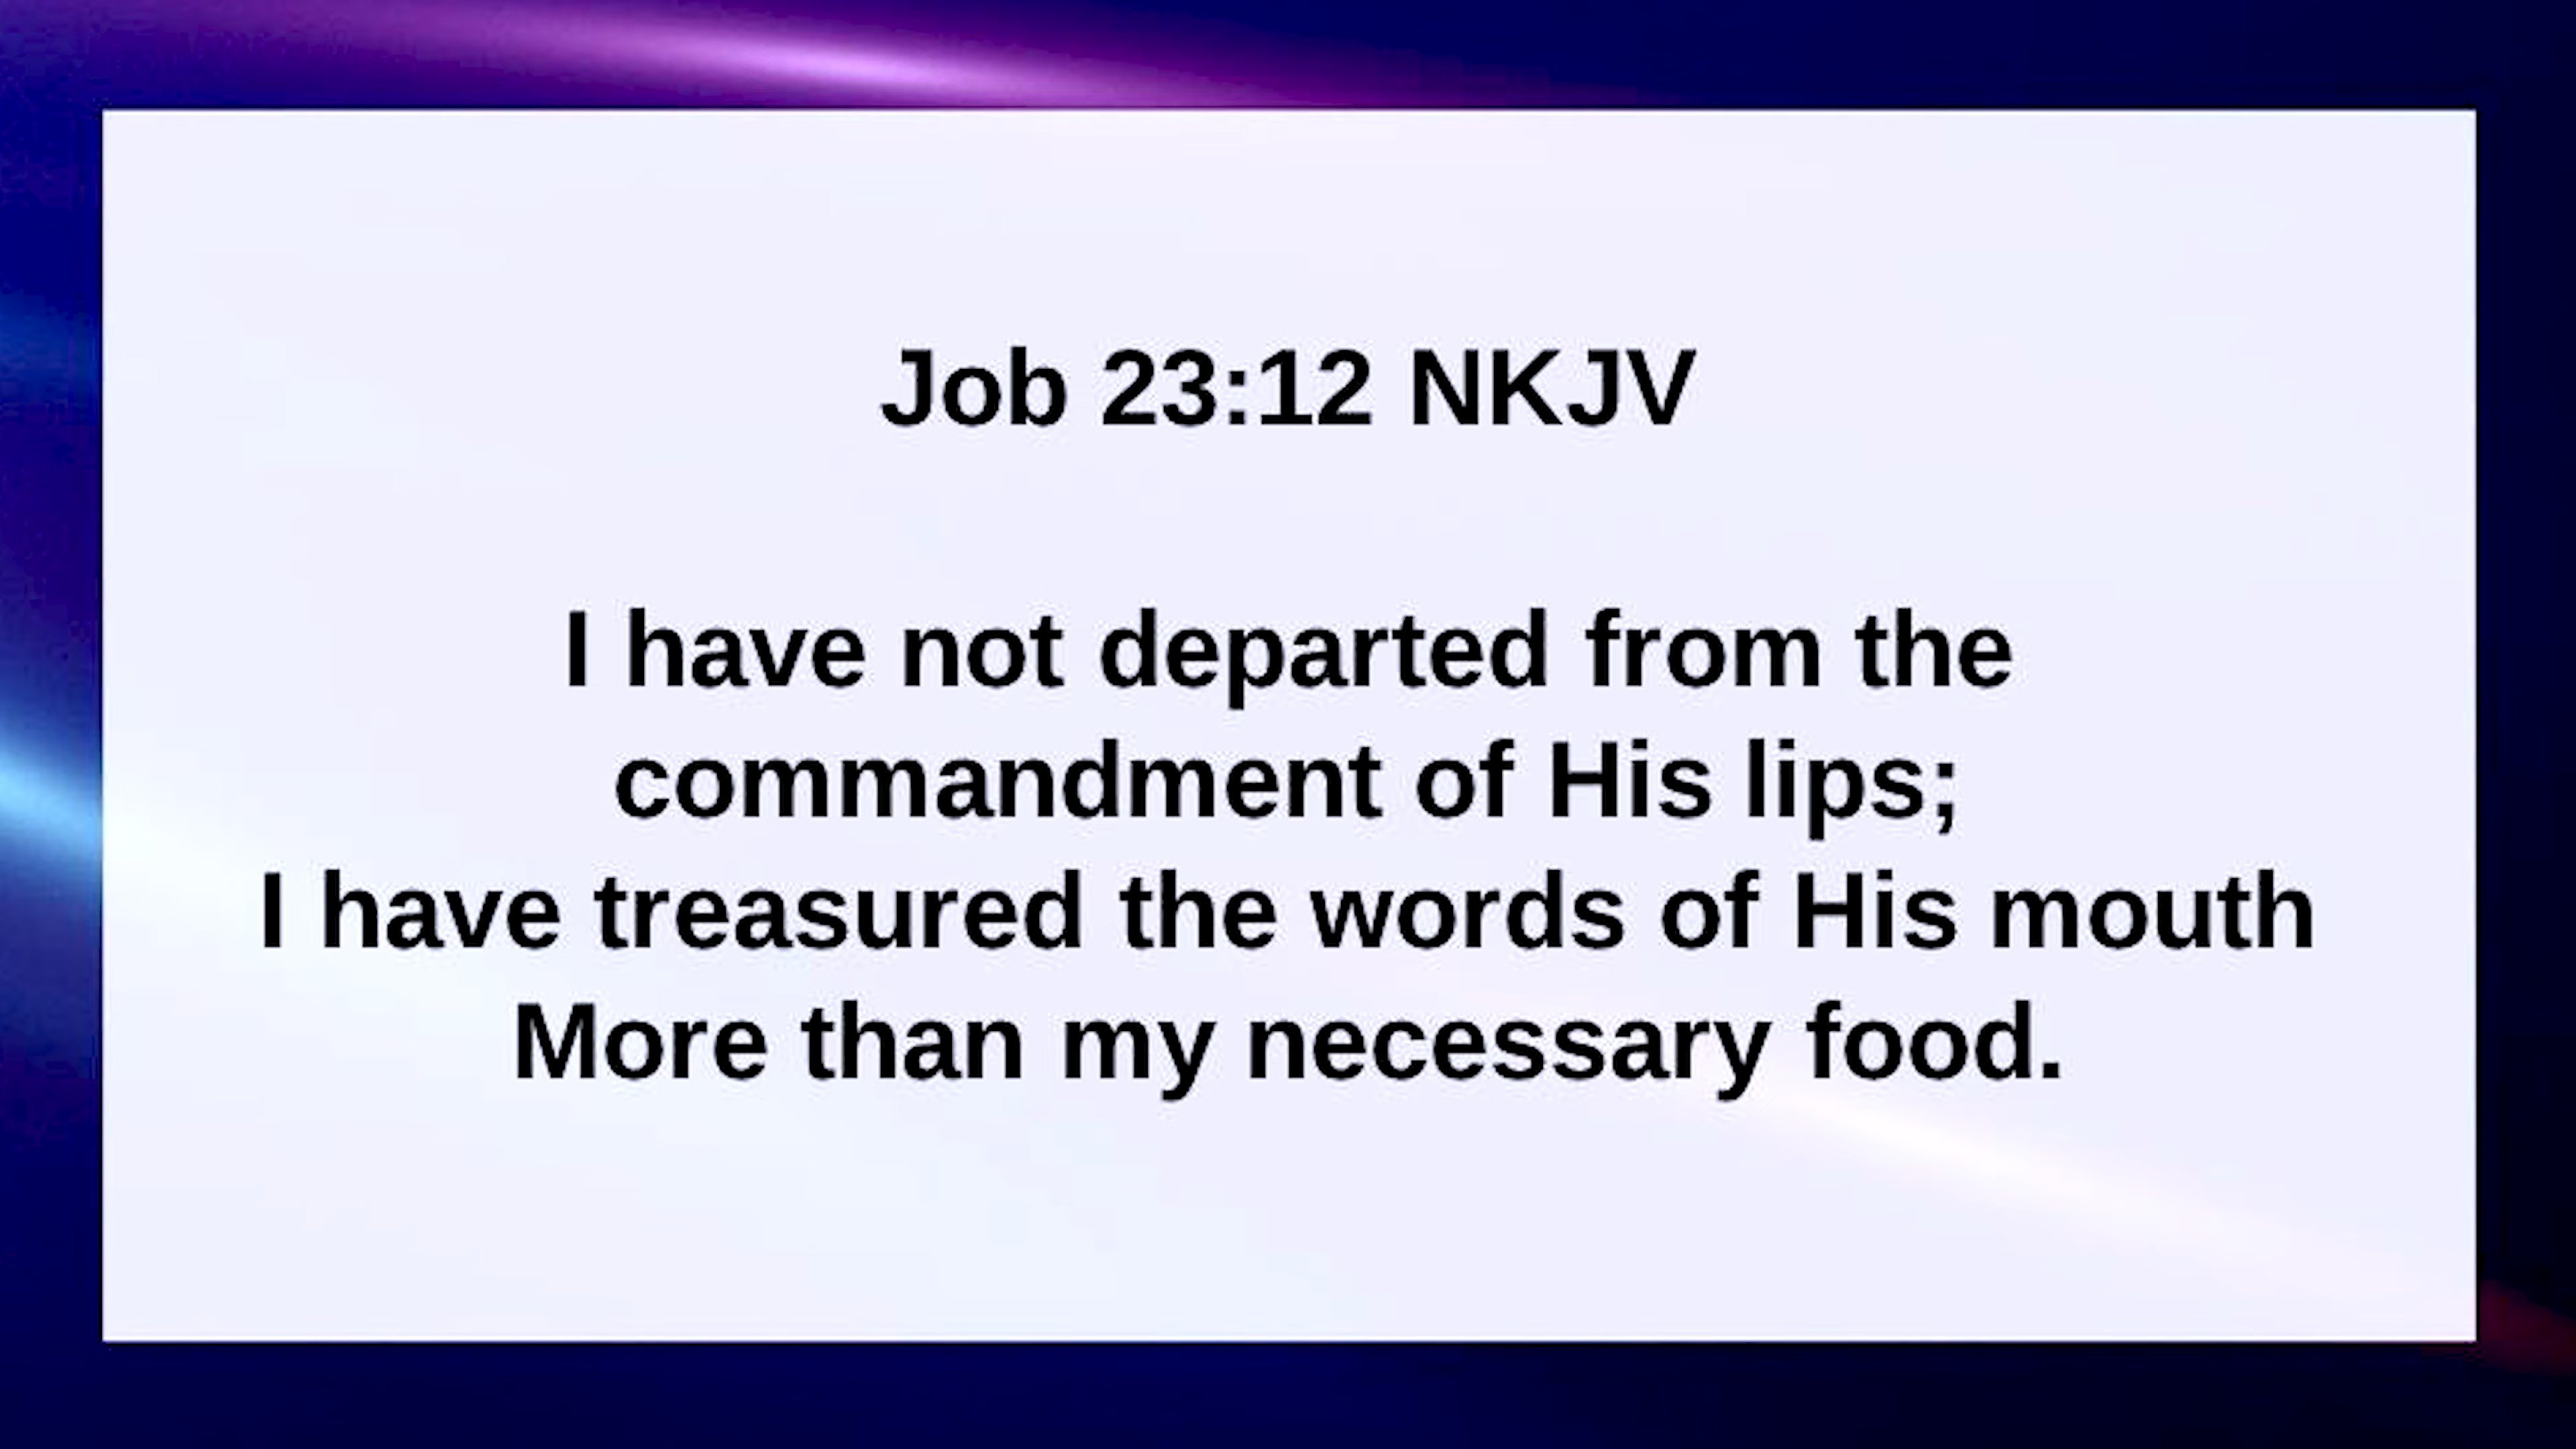 Job 23:12 NKJV
I have not departed from the
commandment of His lips;
I have treasured the words of His mouth
More than my necessary food.